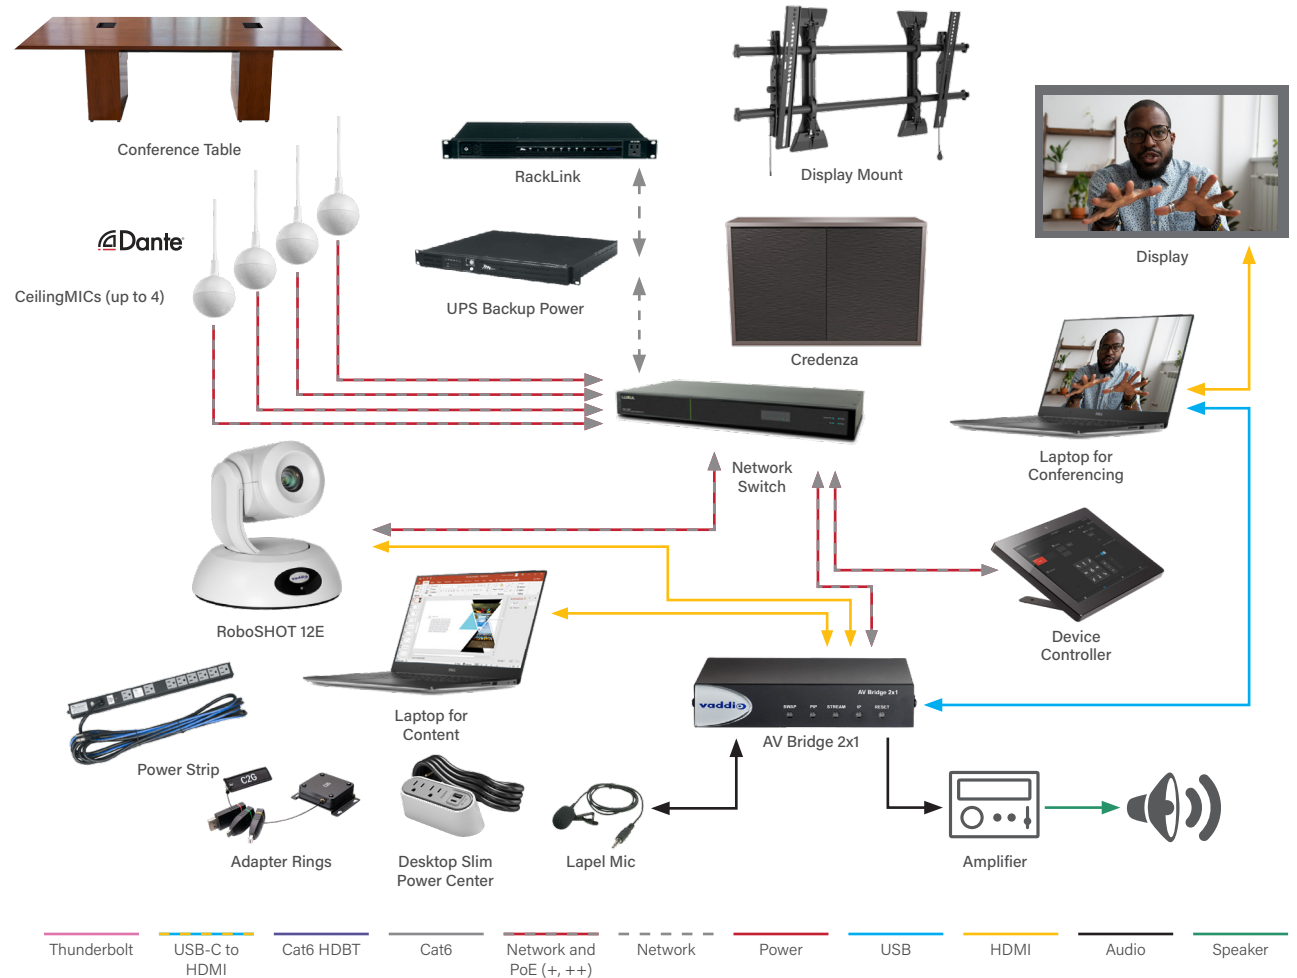 Conference Table
RackLink
Display Mount
Dante
Display
CeilingMICs (up to 4)
UPS Backup Power
Credenza
LUXUL
Network
Switch
Laptop for
Conferencing
vaddio
RoboSHOT 12E
Device
Controller
AV Bridge 2x1
vaddio
SWAP PIP STREAM I/F RESET
AV Bridge 2x1
Laptop for
Content
Power Strip
C2G
Adapter Rings
Desktop Slim
Power Center
Lapel Mic
Amplifier
Thunderbolt
USB-C to
HDMI
Cat6 HDBT
Cat6
Network and
PoE (+, ++)
Network
Power
USB
HDMI
Audio
Speaker